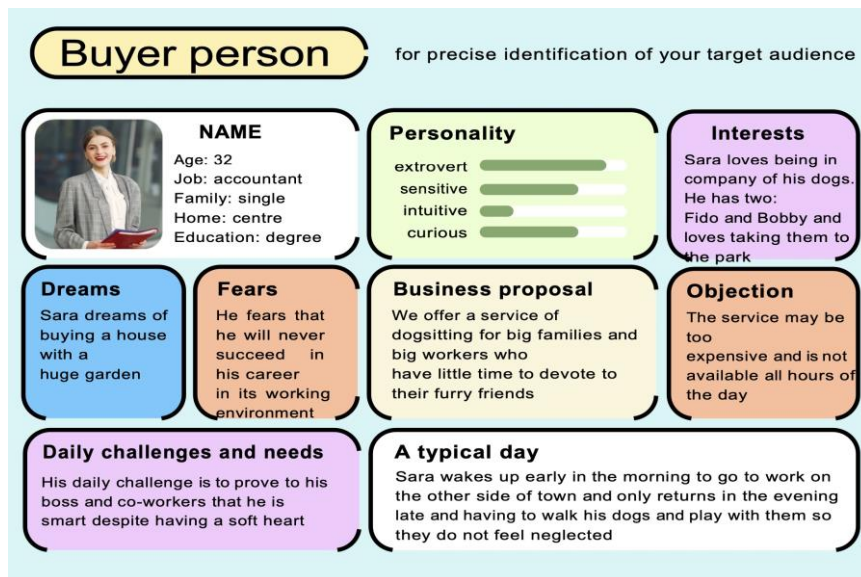 Buyer person
for precise identification of your target audience
NAME
Age: 32
Job: accountant
Family: single
Home: centre
Education: degree
Personality
extrovert
sensitive
intuitive
curious
Interests
Sara loves being in
company of his dogs.
He has two:
Fido and Bobby and
loves taking them to
the park
Dreams
Sara dreams of
buying a house
with a
huge garden
Fears
He fears that
he will never
succeed in
his career
in its working
environment
Business proposal
We offer a service of
dogsitting for big families and
big workers who
have little time to devote to
their furry friends
Objection
The service may be
too
expensive and is not
available all hours of
the day
Daily challenges and needs
His daily challenge is to prove to his
boss and co-workers that he is
smart despite having a soft heart
A typical day
Sara wakes up early in the morning to go to work on
the other side of town and only returns in the evening
late and having to walk his dogs and play with them so
they do not feel neglected